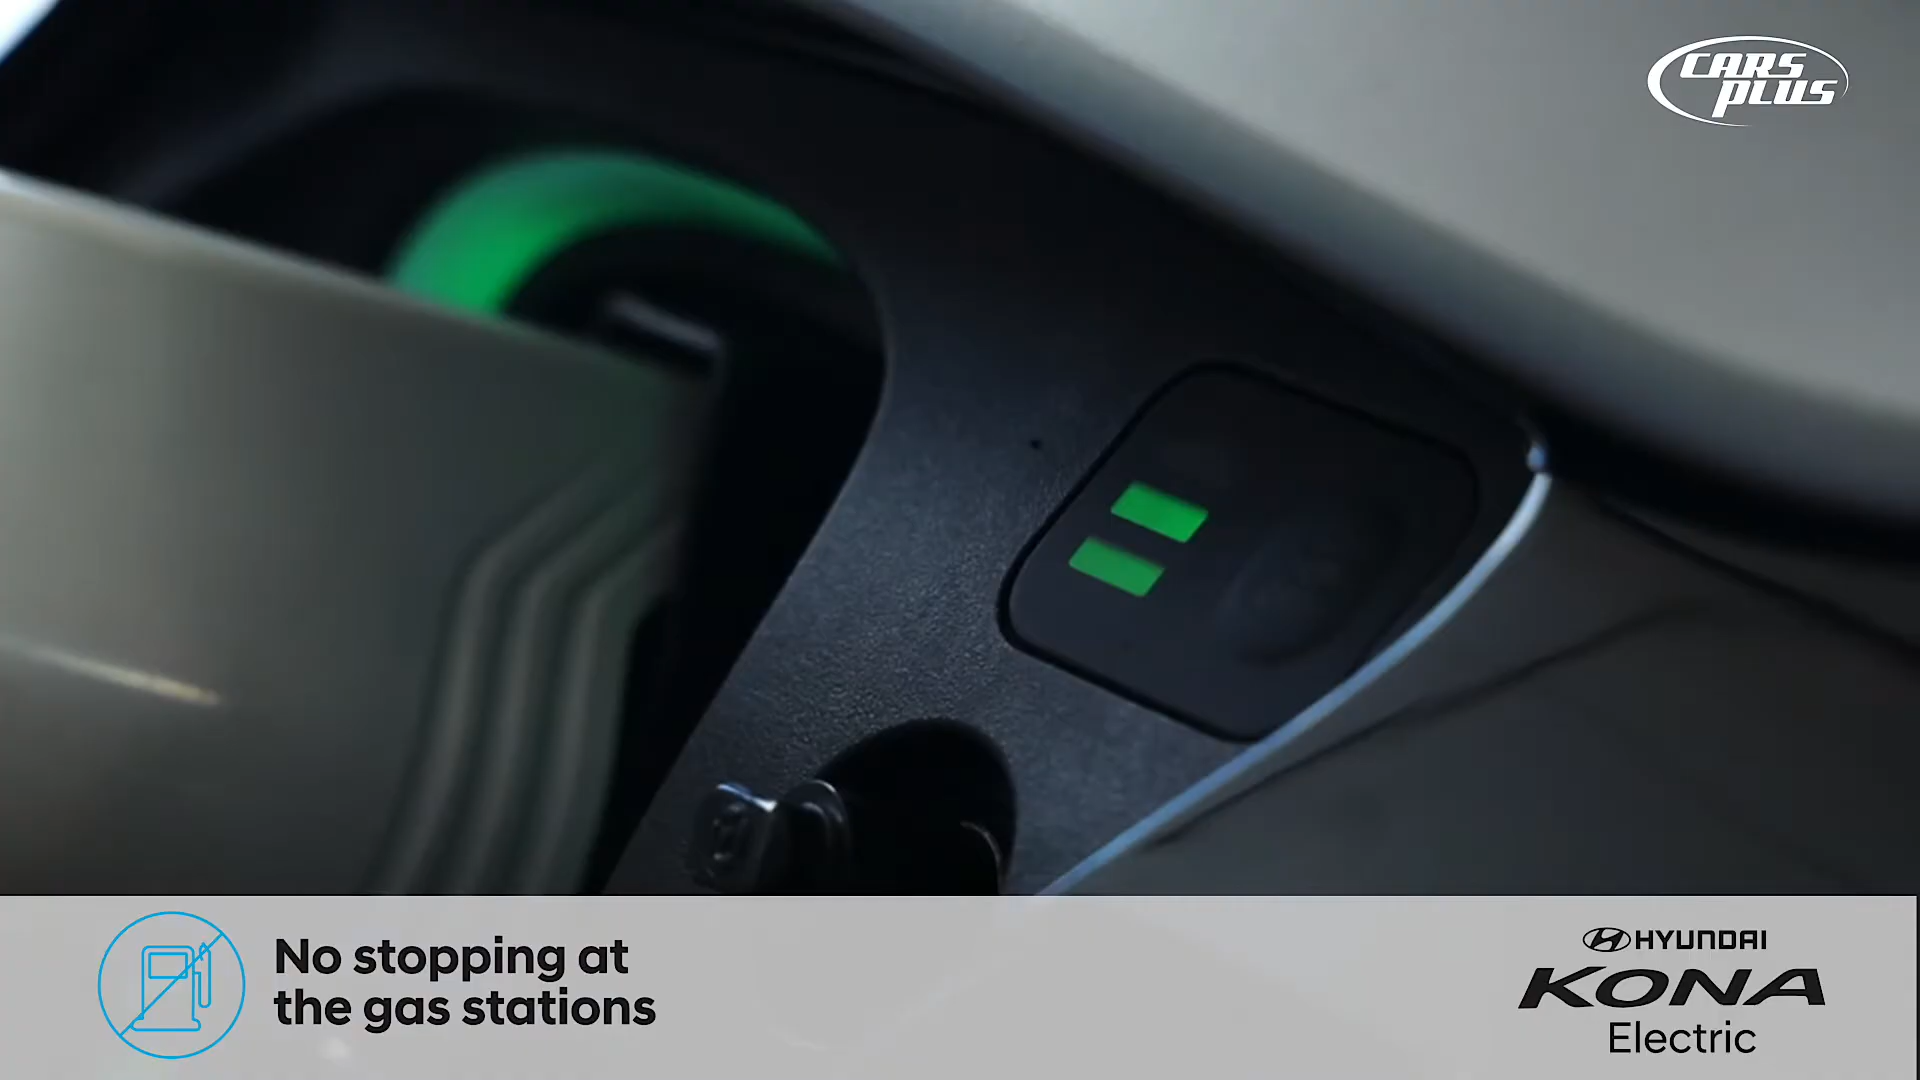 CARS
PLUS
No stopping at
the gas stations
HYUNDAI
KONA
Electric